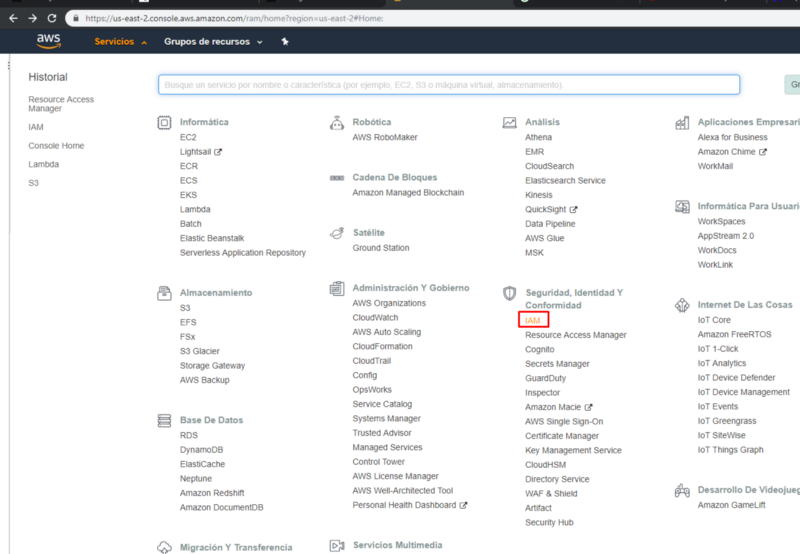 https://us-east-2.console.aws.amazon.com/ram/home?region=us-east-2#Home:
aws
Servicios
Grupos de recursos
Historial
Resource Access
Manager
IAM
Console Home
Lambda
S3
Busque un servicio por nombre o característica (por ejemplo, EC2, S3 o máquina virtual, almacenamiento).
Gr
Informática
EC2
Lightsail
ECR
ECS
EKS
Lambda
Batch
Elastic Beanstalk
Serverless Application Repository
Almacenamiento
S3
EFS
FSx
S3 Glacier
Storage Gateway
AWS Backup
Base De Datos
RDS
DynamoDB
ElastiCache
Neptune
Amazon Redshift
Amazon DocumentDB
Migración Y Transferencia
Robótica
AWS RoboMaker
Cadena De Bloques
Amazon Managed Blockchain
Satélite
Ground Station
Administración Y Gobierno
AWS Organizations
CloudWatch
AWS Auto Scaling
CloudFormation
CloudTrail
Config
OpsWorks
Service Catalog
Systems Manager
Trusted Advisor
Managed Services
Control Tower
AWS License Manager
AWS Well-Architected Tool
Personal Health Dashboard
Servicios Multimedia
Análisis
Athena
EMR
CloudSearch
Elasticsearch Service
Kinesis
QuickSight
Data Pipeline
AWS Glue
MSK
Seguridad, Identidad Y
Conformidad
IAM
Resource Access Manager
Cognito
Secrets Manager
GuardDuty
Inspector
Amazon Macie
AWS Single Sign-On
Certificate Manager
Key Management Service
CloudHSM
Directory Service
WAF & Shield
Artifact
Security Hub
Aplicaciones Empresari
Alexa for Business
Amazon Chime
WorkMail
Informática Para Usuari
WorkSpaces
AppStream 2.0
WorkDocs
WorkLink
Internet De Las Cosas
IoT Core
Amazon FreeRTOS
IoT 1-Click
IoT Analytics
IoT Device Defender
IoT Device Management
IoT Events
IoT Greengrass
IoT SiteWise
IoT Things Graph
Desarrollo De Videojueg
Amazon GameLift